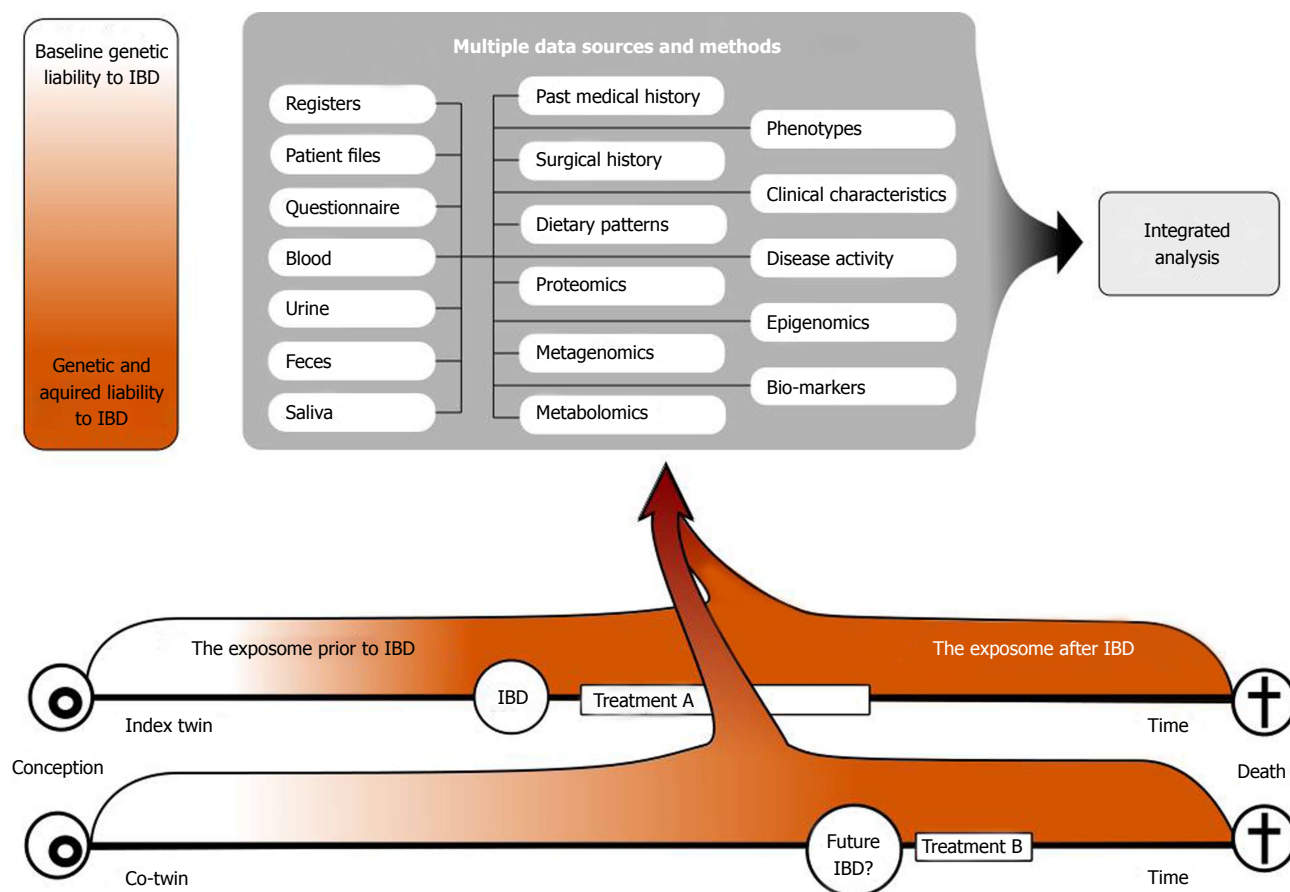 Baseline genetic
liability to IBD
Genetic and
aquired liability
to IBD
Multiple data sources and methods
Registers
Patient files
Questionnaire
Blood
Urine
Feces
Saliva
Past medical history
Surgical history
Dietary patterns
Proteomics
Metagenomics
Metabolomics
Phenotypes
Clinical characteristics
Disease activity
Epigenomics
Bio-markers
Integrated
analysis
The exposome prior to IBD
The exposome after IBD
IBD
Treatment A
Index twin
Time
Conception
Death
Future
IBD?
Treatment B
Co-twin
Time